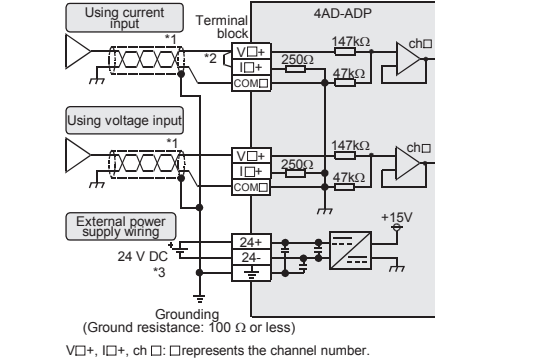 Using current
input
*1
Terminal
block
4AD-ADP
*2
V□+
I□+
COM□
250Ω
147kΩ
47kΩ
ch□
Using voltage input
*1
V□+
I□+
COM□
250Ω
147kΩ
47kΩ
ch□
External power
supply wiring
24 V DC
*3
24+
24-
+15V
Grounding
(Ground resistance: 100 Ω or less)
V□+, I□+, ch □: □represents the channel number.